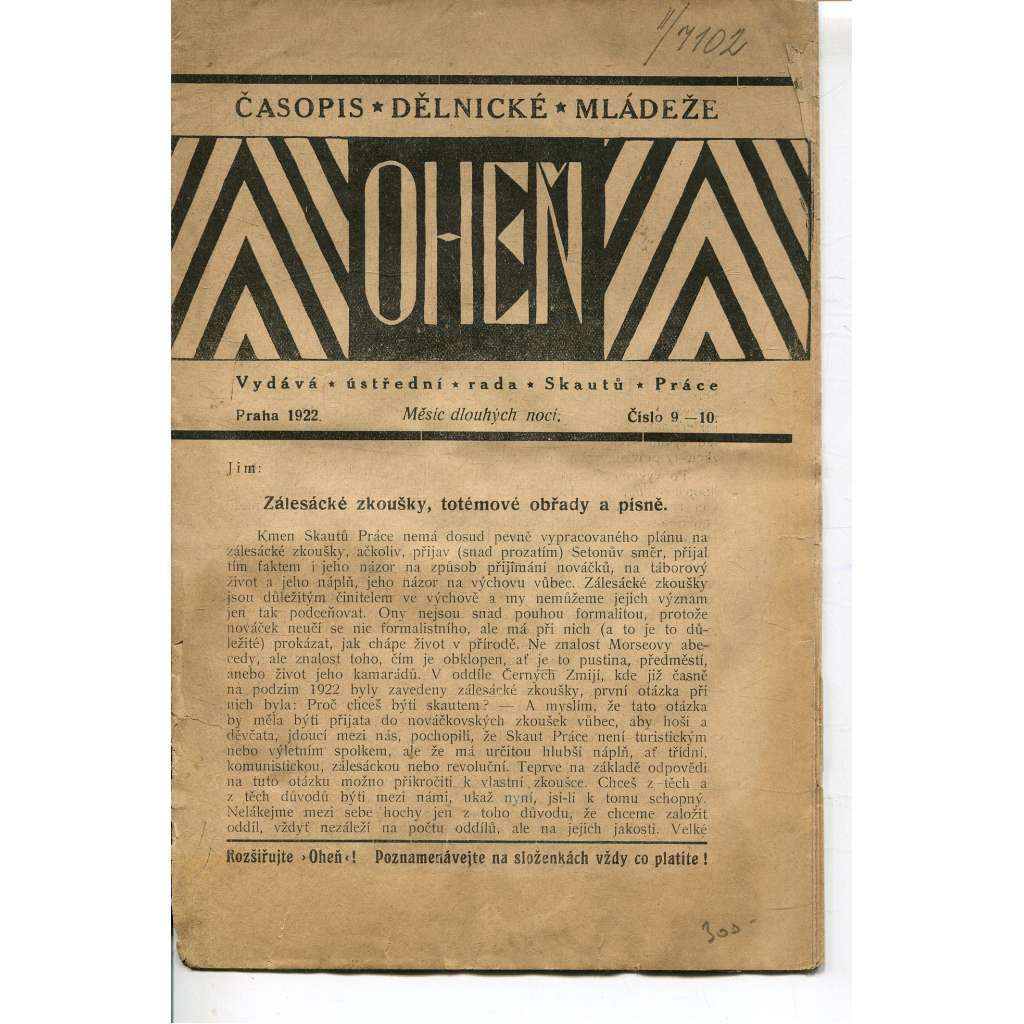 II/7102
ČASOPIS ★ DĚLNICKÉ ★ MLÁDEŽE
OHEŇ
Vydává ★ ústřední ★ rada ★ Skautů ★ Práce
Praha 1922. Měsíc dlouhých nocí. Číslo 9.—10.
Jim:
Zálesácké zkoušky, totémové obřady a písně.
Kmen Skautů Práce nemá dosud pevně vypracovaného plánu na
zálesácké zkoušky, ačkoliv, přijav (snad prozatím) Setonův směr, přijal
tím faktem i jeho názor na způsob přijímání nováčků, na táborový
život a jeho náplň, jeho názor na výchovu vůbec. Zálesácké zkoušky
jsou důležitým činitelem ve výchově a my nemůžeme jejich význam
jen tak podceňovat. Ony nejsou snad pouhou formalitou, protože
nováček neučí se nic formalistního, ale má při nich (a to je to dů-
ležité) prokázat, jak chápe život v přírodě. Ne znalost Morseovy abe-
cedy, ale znalost toho, čím je obklopen, ať je to pustina, předměstí,
anebo život jeho kamarádů. V oddíle Černých Zmijí, kde již časně
na podzim 1922 byly zavedeny zálesácké zkoušky, první otázka při
nich byla: Proč chceš býti skautem? — A myslím, že tato otázka
by měla býti přijata do nováčkovských zkoušek vůbec, aby hoši a
děvčata, jdoucí mezi nás, pochopili, že Skaut Práce není turistickým
nebo výletním spolkem, ale že má určitou hlubší náplň, ať třídní,
komunistickou, zálesáckou nebo revoluční. Teprve na základě odpovědi
na tuto otázku možno přikročiti k vlastní zkoušce. Chceš z těch a
z těch důvodů býti mezi námi, ukaž nyní, jsi-li k tomu schopný.
Nelákejme mezi sebe hochy jen z toho důvodu, že chceme založit
oddíl, vždyť nezáleží na počtu oddílů, ale na jejich jakosti. Velké
Rozšiřujte ›Oheň‹! Poznamenávejte na složenkách vždy co platíte!
300-